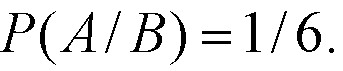 P(A/B) = 1/6.